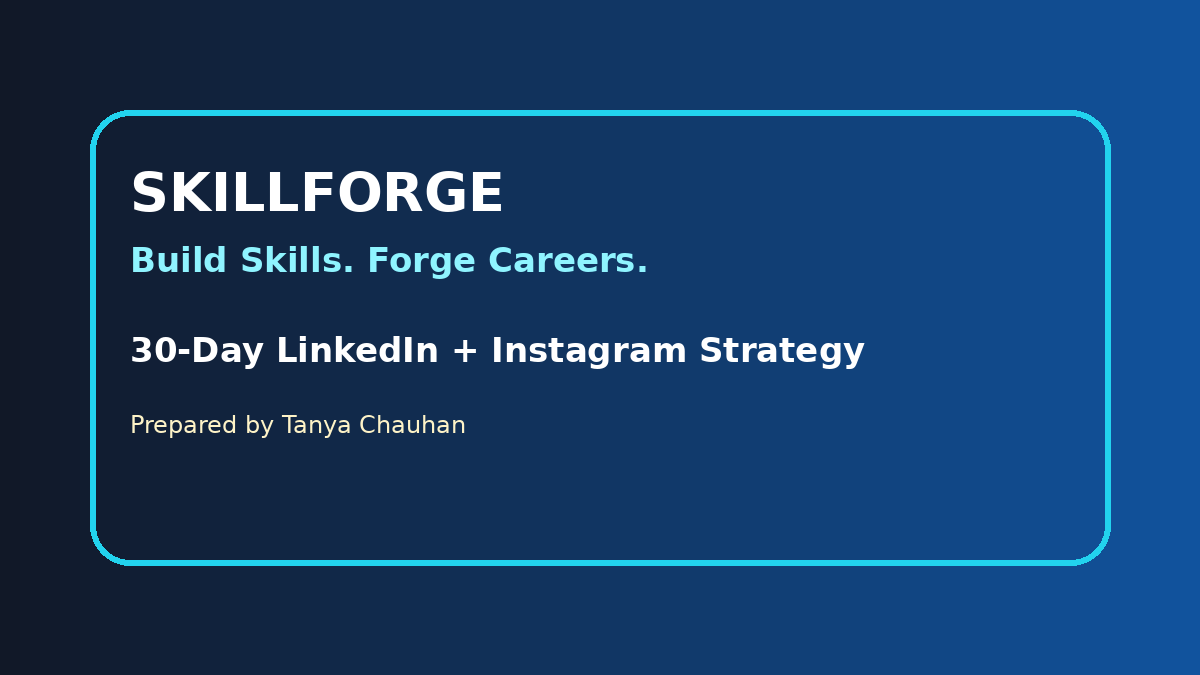 SKILLFORGE
Build Skills. Forge Careers.
30-Day LinkedIn + Instagram Strategy
Prepared by Tanya Chauhan